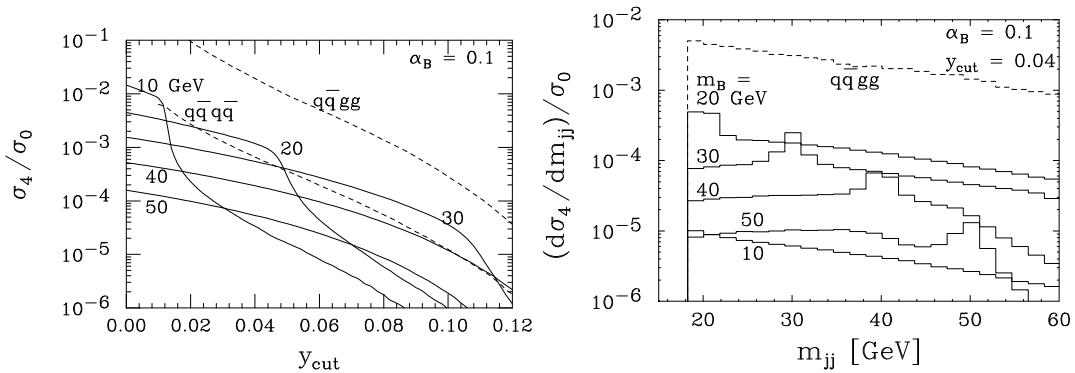 10⁻¹
10⁻²
10⁻³
10⁻⁴
10⁻⁵
10⁻⁶
σ₄/σ₀
α_B = 0.1
10 GeV
qq̅qq̅
qq̅gg
20
40
50
30
0.00 0.02 0.04 0.06 0.08 0.10 0.12
y_cut
10⁻²
10⁻³
10⁻⁴
10⁻⁵
10⁻⁶
(dσ₄/dm_jj)/σ₀
α_B = 0.1
y_cut = 0.04
m_B =
20 GeV
qq̅gg
30
40
50
10
20 30 40 50 60
m_jj [GeV]